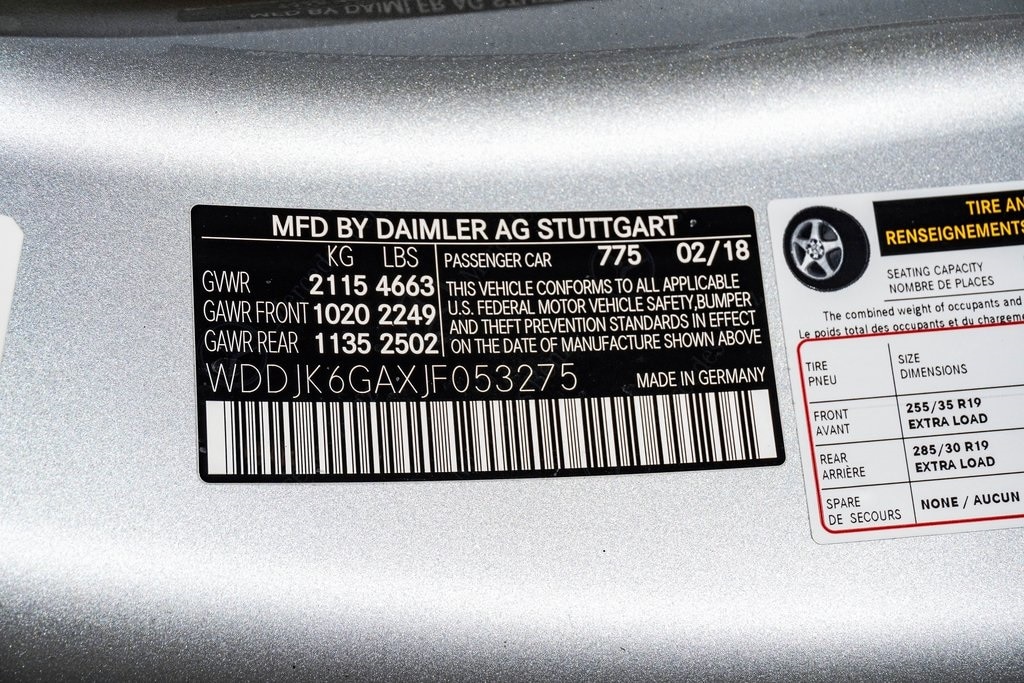 MFD BY DAIMLER AG STUTTGART
KG LBS
GVWR 2115 4663
GAWR FRONT 1020 2249
GAWR REAR 1135 2502
PASSENGER CAR 775 02/18
THIS VEHICLE CONFORMS TO ALL APPLICABLE
U.S. FEDERAL MOTOR VEHICLE SAFETY,BUMPER
AND THEFT PREVENTION STANDARDS IN EFFECT
ON THE DATE OF MANUFACTURE SHOWN ABOVE
WDDJK6GAXJF053275
MADE IN GERMANY
TIRE
RENSEIGNEMENTS
SEATING CAPACITY
NOMBRE DE PLACES
The combined weight of occupants and
Le poids total des occupants et du
TIRE
PNEU
SIZE
DIMENSIONS
FRONT
AVANT
255/35 R19
EXTRA LOAD
REAR
ARRIÈRE
285/30 R19
EXTRA LOAD
SPARE
DE SECOURS
NONE / AUCUN